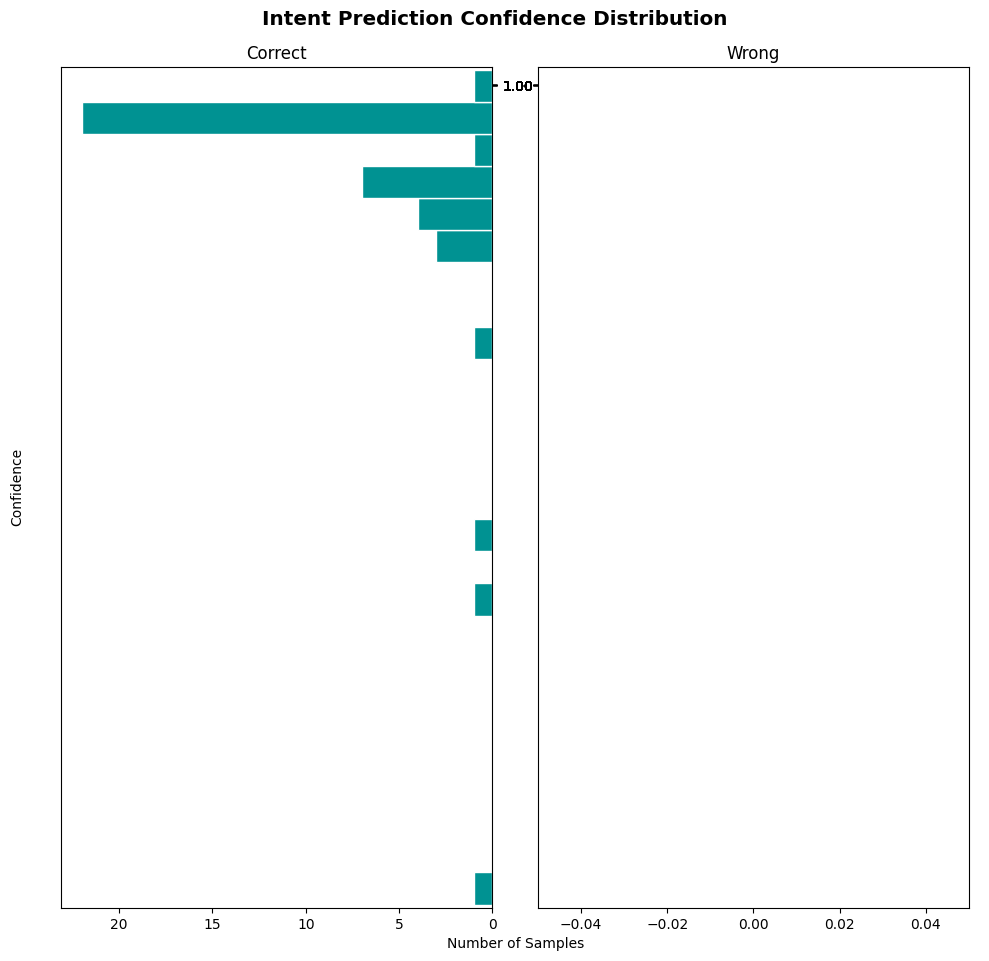 Intent Prediction Confidence Distribution
Correct
Wrong
1.00
Confidence
20 15 10 5 0
−0.04 −0.02 0.00 0.02 0.04
Number of Samples